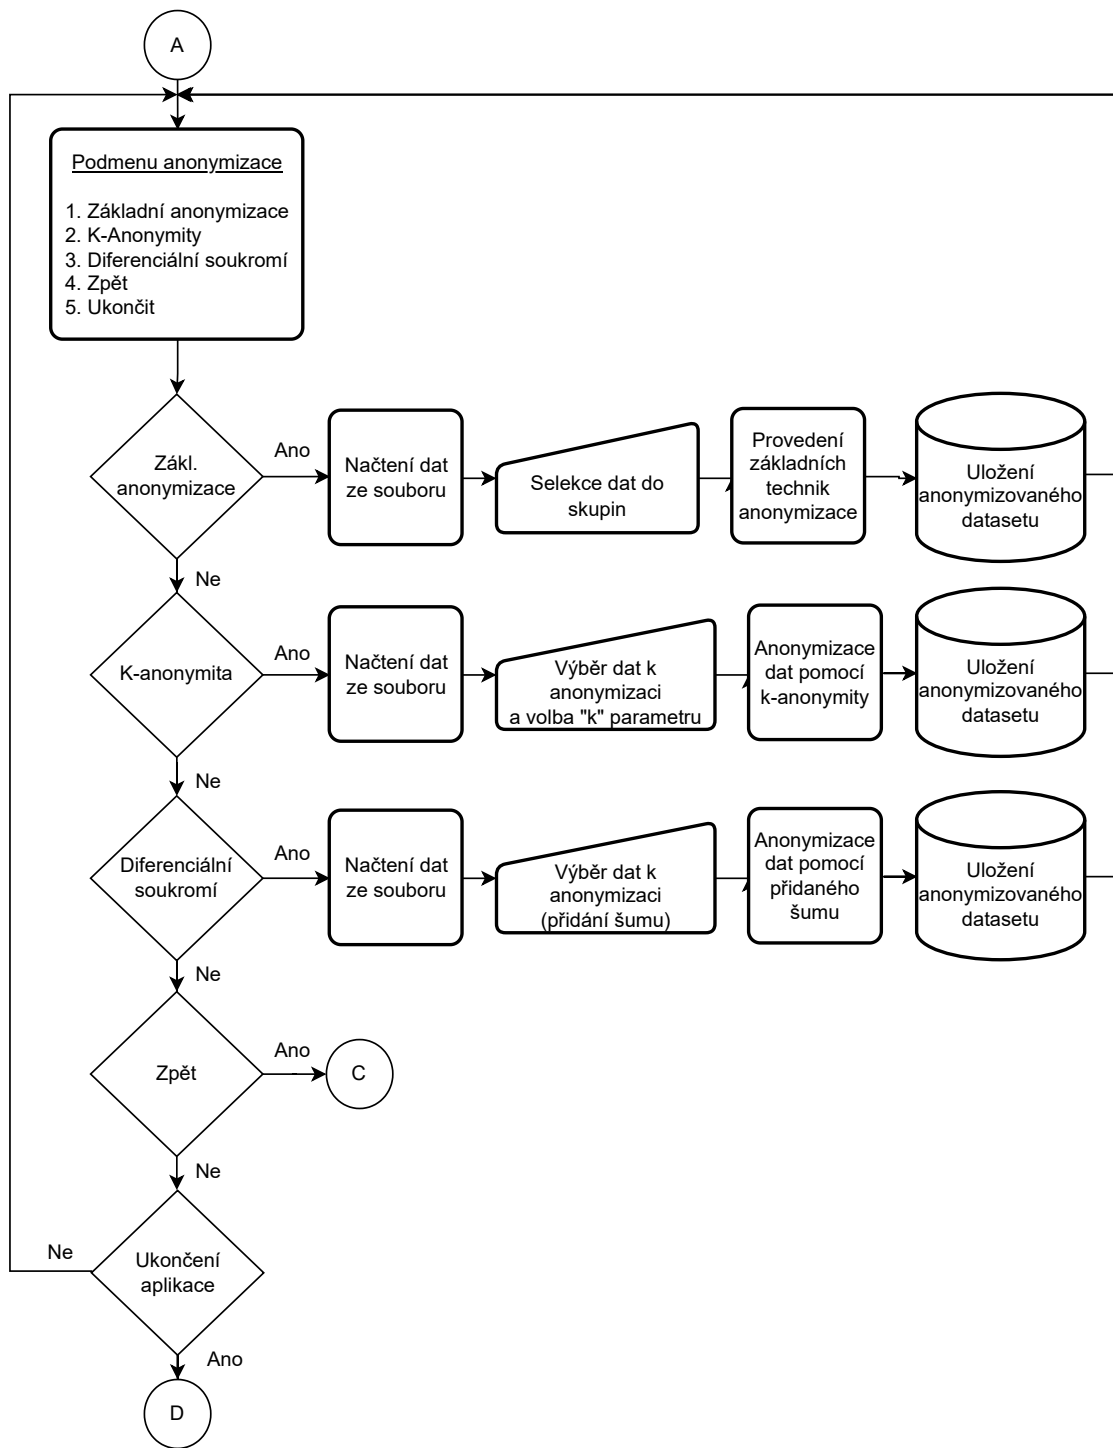 A
Podmenu anonymizace
1. Základní anonymizace
2. K-Anonymity
3. Diferenciální soukromí
4. Zpět
5. Ukončit
Zákl.
anonymizace
Ano
Načtení dat
ze souboru
Selekce dat do
skupin
Provedení
základních
technik
anonymizace
Uložení
anonymizovaného
datasetu
Ne
K-anonymita
Ano
Načtení dat
ze souboru
Výběr dat k
anonymizaci
a volba "k" parametru
Anonymizace
dat pomocí
k-anonymity
Uložení
anonymizovaného
datasetu
Ne
Diferenciální
soukromí
Ano
Načtení dat
ze souboru
Výběr dat k
anonymizaci
(přidání šumu)
Anonymizace
dat pomocí
přidaného
šumu
Uložení
anonymizovaného
datasetu
Ne
Zpět
Ano
C
Ne
Ukončení
aplikace
Ne
Ano
D